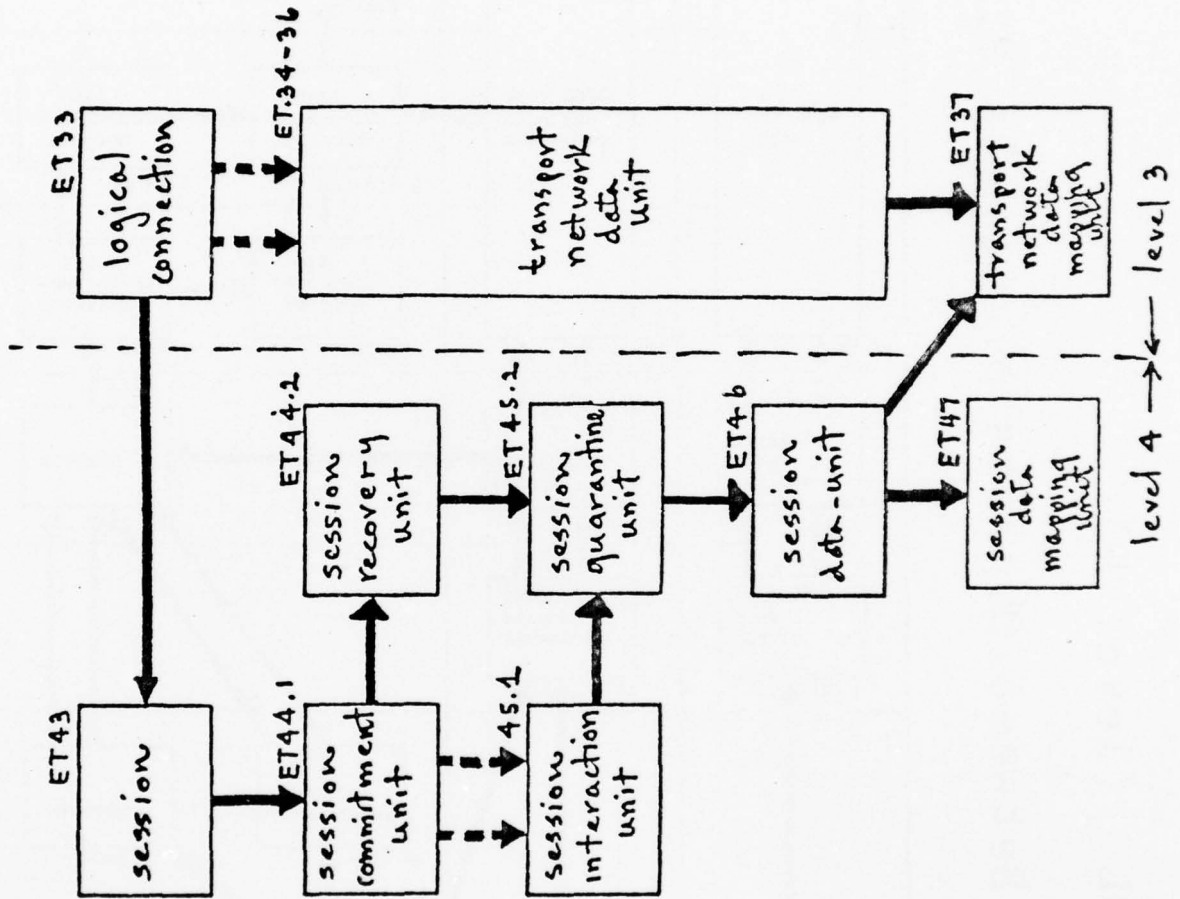 ET43
session
ET44.1
session
commitment
unit
45.1
session
interaction
unit
ET44.2
session
recovery
unit
ET45.2
session
quarantine
unit
ET46
session
data-unit
ET47
session
data
mapping
unit
ET33
logical
connection
ET.34-36
transport
network
data
unit
ET37
transport
network
data
mapping
unit
level 4 → ← level 3